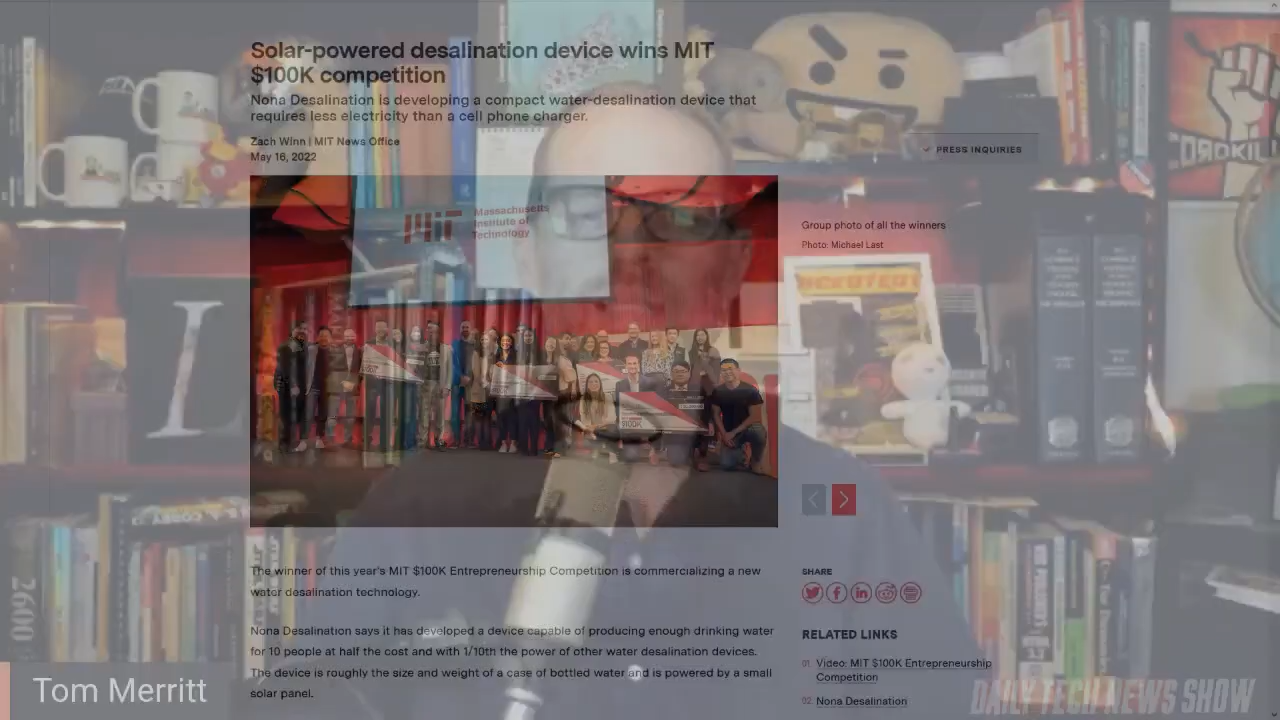 Solar-powered desalination device wins MIT
$100K competition
Nona Desalination is developing a compact water-desalination device that
requires less electricity than a cell phone charger.
Zach Winn | MIT News Office
May 16, 2022
PRESS INQUIRIES
MIT
Massachusetts
Institute of
Technology
Group photo of all the winners
Photo: Michael Last
$100K
The winner of this year's MIT $100K Entrepreneurship Competition is commercializing a new
water desalination technology.
Nona Desalination says it has developed a device capable of producing enough drinking water
for 10 people at half the cost and with 1/10th the power of other water desalination devices.
The device is roughly the size and weight of a case of bottled water and is powered by a small
solar panel.
SHARE
RELATED LINKS
01 Video: MIT $100K Entrepreneurship
Competition
02 Nona Desalination
2600
Tom Merritt
DAILY TECH NEWS SHOW